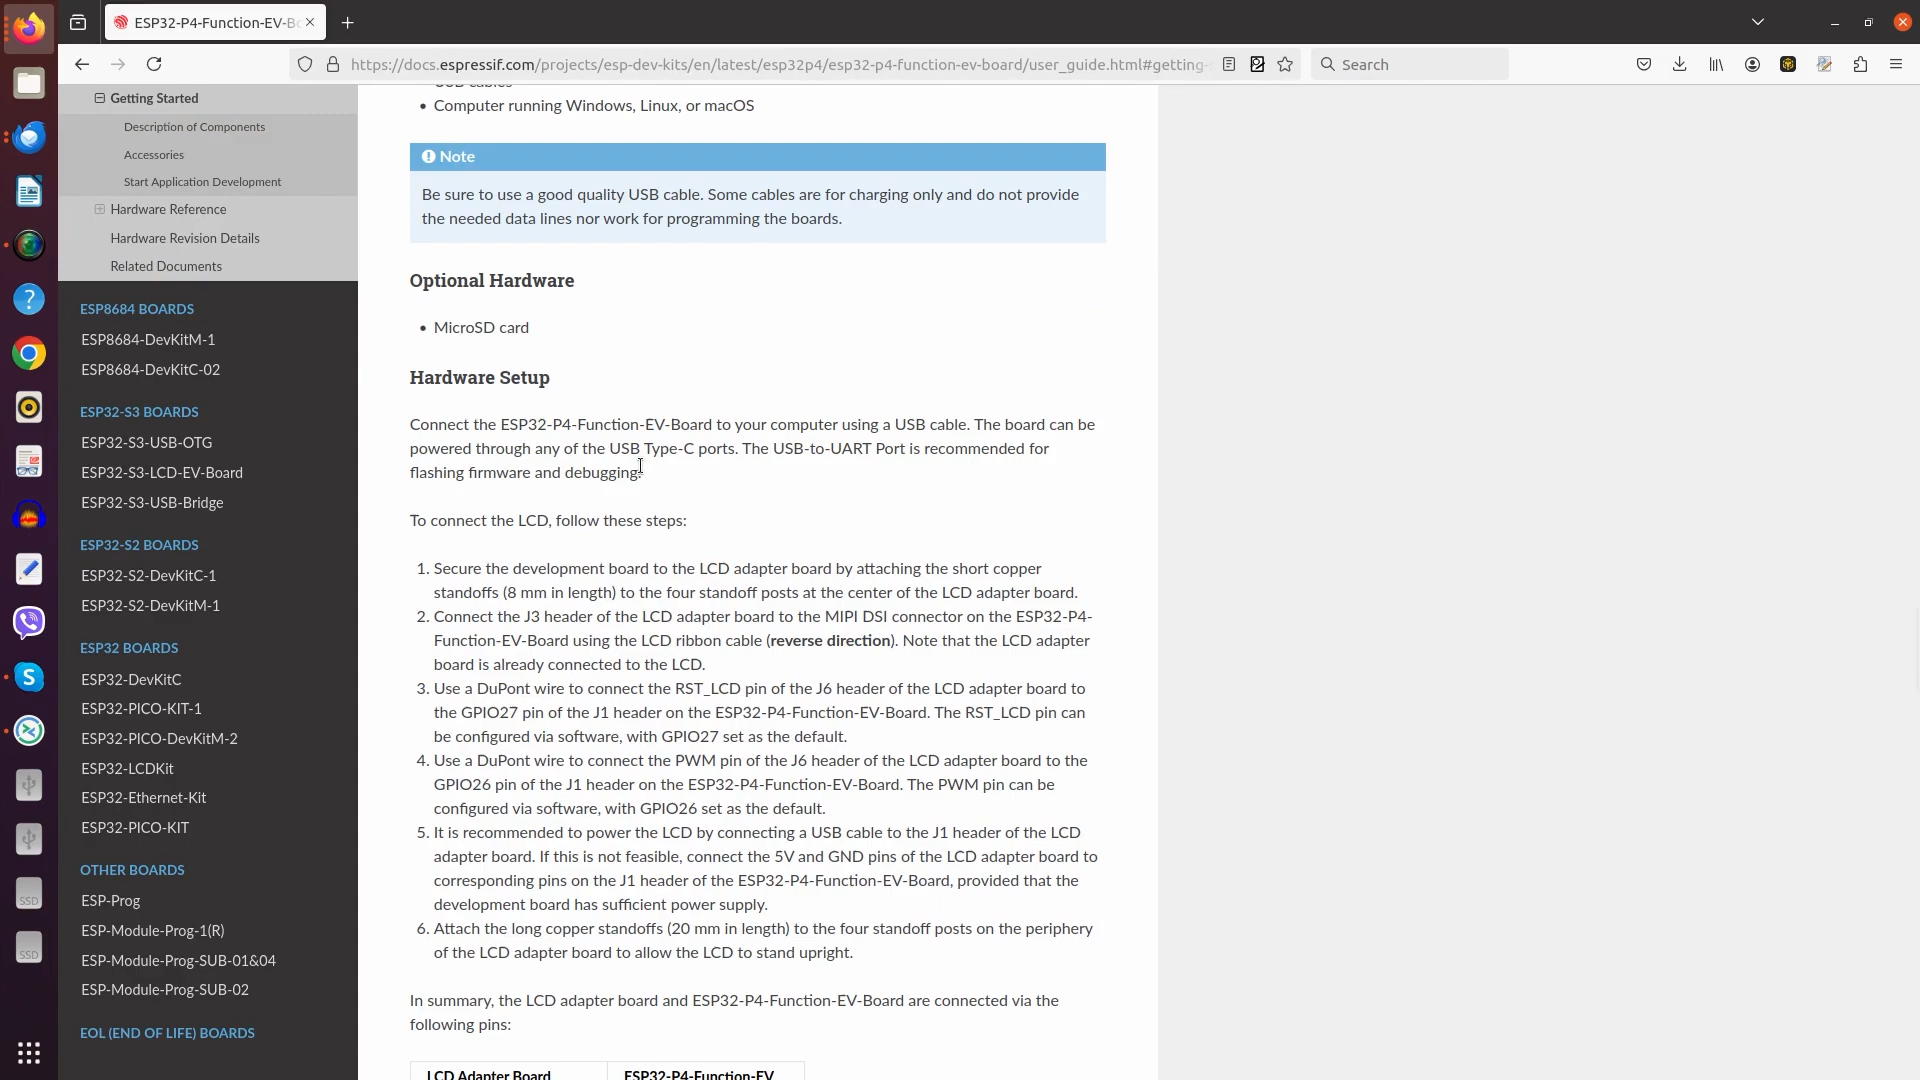 ESP32-P4-Function-EV-Bo
https://docs.espressif.com/projects/esp-dev-kits/en/latest/esp32p4/esp32-p4-function-ev-board/user_guide.html#getting-
Search
Getting Started
Description of Components
Accessories
Start Application Development
Hardware Reference
Hardware Revision Details
Related Documents
ESP8684 BOARDS
ESP8684-DevKitM-1
ESP8684-DevKitC-02
ESP32-S3 BOARDS
ESP32-S3-USB-OTG
ESP32-S3-LCD-EV-Board
ESP32-S3-USB-Bridge
ESP32-S2 BOARDS
ESP32-S2-DevKitC-1
ESP32-S2-DevKitM-1
ESP32 BOARDS
ESP32-DevKitC
ESP32-PICO-KIT-1
ESP32-PICO-DevKitM-2
ESP32-LCDKit
ESP32-Ethernet-Kit
ESP32-PICO-KIT
OTHER BOARDS
ESP-Prog
ESP-Module-Prog-1(R)
ESP-Module-Prog-SUB-01&04
ESP-Module-Prog-SUB-02
EOL (END OF LIFE) BOARDS
SSD
SSD
USB cables
• Computer running Windows, Linux, or macOS
Note
Be sure to use a good quality USB cable. Some cables are for charging only and do not provide
the needed data lines nor work for programming the boards.
Optional Hardware
• MicroSD card
Hardware Setup
Connect the ESP32-P4-Function-EV-Board to your computer using a USB cable. The board can be
powered through any of the USB Type-C ports. The USB-to-UART Port is recommended for
flashing firmware and debugging.
To connect the LCD, follow these steps:
1. Secure the development board to the LCD adapter board by attaching the short copper
standoffs (8 mm in length) to the four standoff posts at the center of the LCD adapter board.
2. Connect the J3 header of the LCD adapter board to the MIPI DSI connector on the ESP32-P4-
Function-EV-Board using the LCD ribbon cable (reverse direction). Note that the LCD adapter
board is already connected to the LCD.
3. Use a DuPont wire to connect the RST_LCD pin of the J6 header of the LCD adapter board to
the GPIO27 pin of the J1 header on the ESP32-P4-Function-EV-Board. The RST_LCD pin can
be configured via software, with GPIO27 set as the default.
4. Use a DuPont wire to connect the PWM pin of the J6 header of the LCD adapter board to the
GPIO26 pin of the J1 header on the ESP32-P4-Function-EV-Board. The PWM pin can be
configured via software, with GPIO26 set as the default.
5. It is recommended to power the LCD by connecting a USB cable to the J1 header of the LCD
adapter board. If this is not feasible, connect the 5V and GND pins of the LCD adapter board to
corresponding pins on the J1 header of the ESP32-P4-Function-EV-Board, provided that the
development board has sufficient power supply.
6. Attach the long copper standoffs (20 mm in length) to the four standoff posts on the periphery
of the LCD adapter board to allow the LCD to stand upright.
In summary, the LCD adapter board and ESP32-P4-Function-EV-Board are connected via the
following pins:
LCD Adapter Board
ESP32-P4-Function-EV